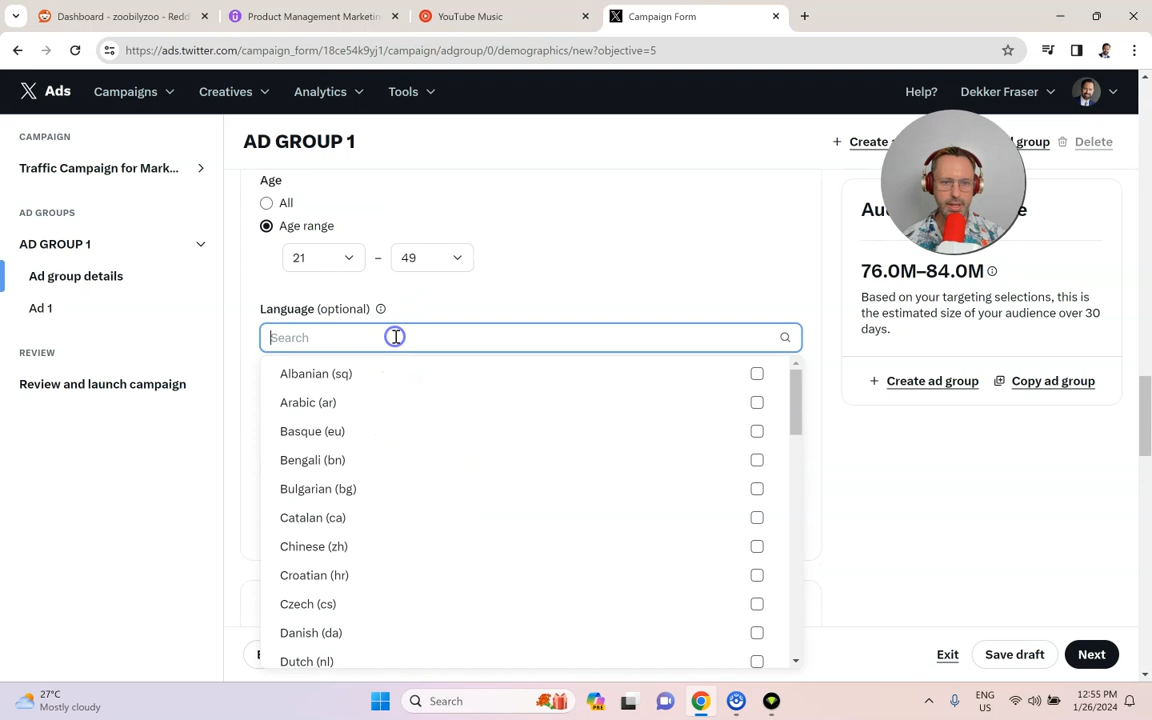 Dashboard - zoobilyzoo - Redd
Product Management Marketin
YouTube Music
Campaign Form
https://ads.twitter.com/campaign_form/18ce54k9yj1/campaign/adgroup/0/demographics/new?objective=5
X Ads
Campaigns
Creatives
Analytics
Tools
Help?
Dekker Fraser
CAMPAIGN
Traffic Campaign for Mark...
AD GROUPS
AD GROUP 1
Ad group details
Ad 1
REVIEW
Review and launch campaign
AD GROUP 1
+ Create
group
Delete
Age
All
Age range
21
–
49
Language (optional)
Search
Albanian (sq)
Arabic (ar)
Basque (eu)
Bengali (bn)
Bulgarian (bg)
Catalan (ca)
Chinese (zh)
Croatian (hr)
Czech (cs)
Danish (da)
Dutch (nl)
76.0M–84.0M
Based on your targeting selections, this is
the estimated size of your audience over 30
days.
+ Create ad group
Copy ad group
Exit
Save draft
Next
27°C
Mostly cloudy
Search
PRE
ENG
US
12:55 PM
1/26/2024